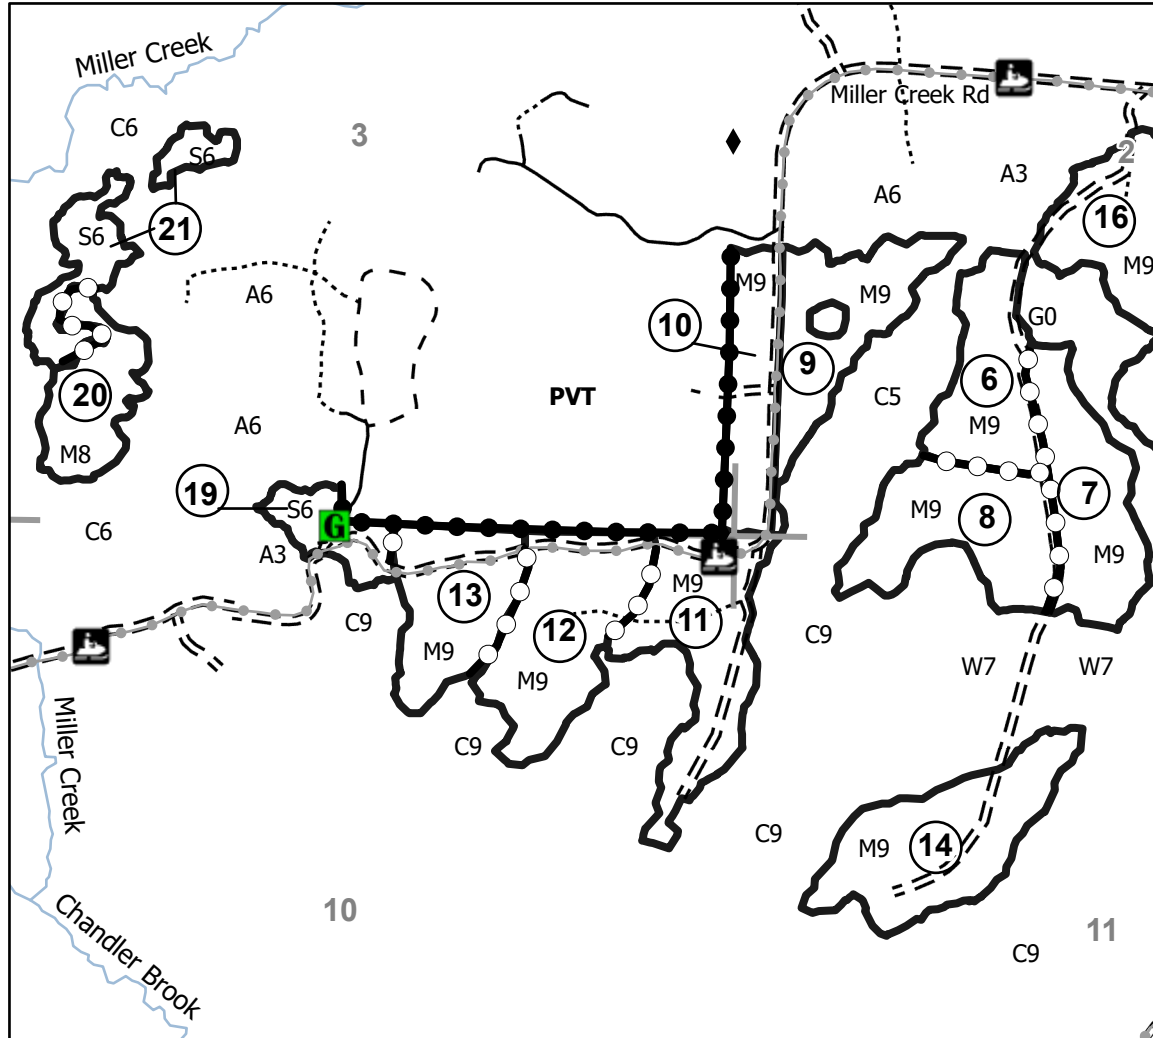 Miller Creek
C6
3
S6
Miller Creek Rd
2
A3
A6
16
21
S6
M9
A6
M9
M9
10
G0
9
6
20
PVT
C5
M9
A6
M8
19
S6
G
7
M9
8
C6
A3
M9
M9
13
C9
12
11
C9
M9
M9
W7
W7
Miller Creek
C9
C9
C9
M9
14
Chandler Brook
10
11
C9